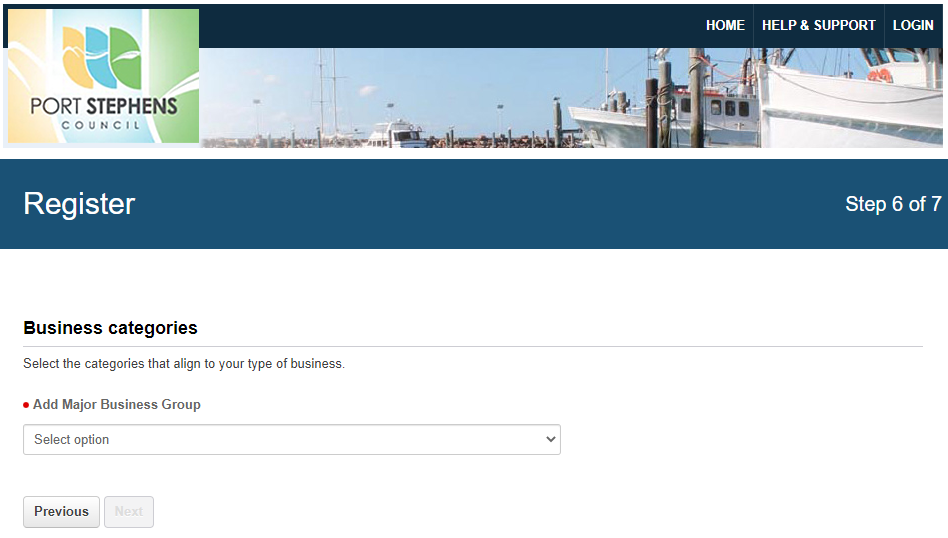 HOME HELP & SUPPORT LOGIN
PORT STEPHENS
COUNCIL
Register
Step 6 of 7
Business categories
Select the categories that align to your type of business.
Add Major Business Group
Select option
Previous Next